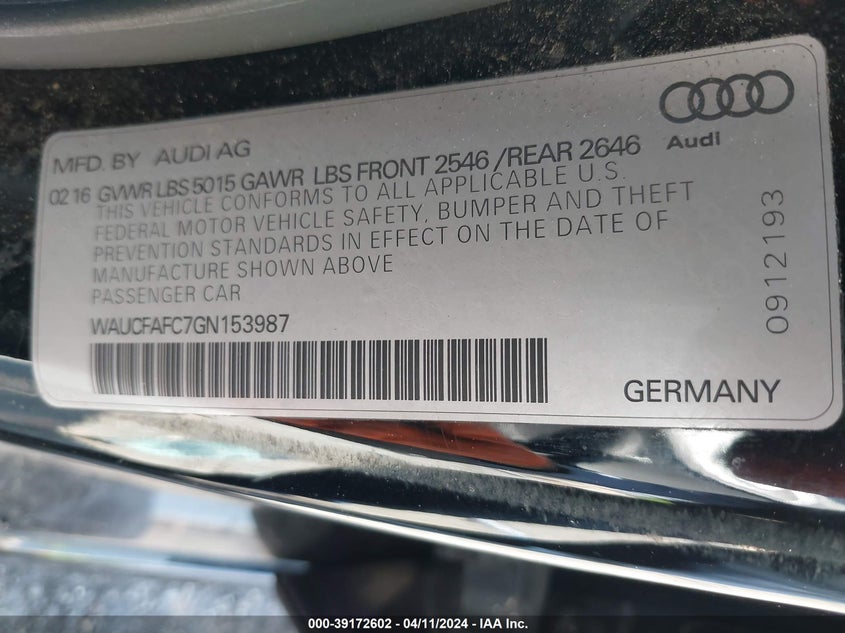 MFD. BY AUDI AG
Audi
02 16 GVWR LBS 5015 GAWR LBS FRONT 2546 /REAR 2646
THIS VEHICLE CONFORMS TO ALL APPLICABLE U.S.
FEDERAL MOTOR VEHICLE SAFETY, BUMPER AND THEFT
PREVENTION STANDARDS IN EFFECT ON THE DATE OF
MANUFACTURE SHOWN ABOVE
PASSENGER CAR
WAUCFAFC7GN153987
0912193
GERMANY
000-39172602 - 04/11/2024 - IAA Inc.